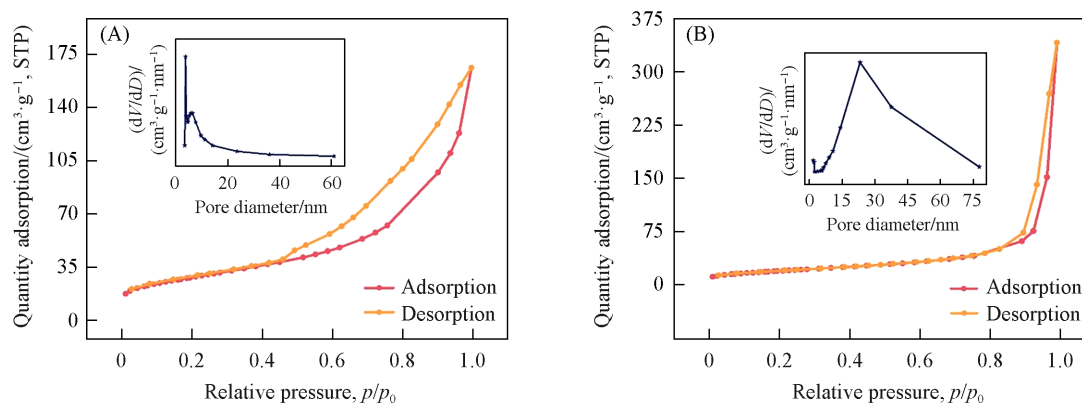 (A)
Quantity adsorption/(cm³·g⁻¹, STP)
175
140
105
70
35
0
(dV/dD)/
(cm³·g⁻¹·nm⁻¹)
0 20 40 60
Pore diameter/nm
Adsorption
Desorption
0 0.2 0.4 0.6 0.8 1.0
Relative pressure, p/p₀
(B)
Quantity adsorption/(cm³·g⁻¹, STP)
375
300
225
150
75
0
(dV/dD)/
(cm³·g⁻¹·nm⁻¹)
0 15 30 45 60 75
Pore diameter/nm
Adsorption
Desorption
0 0.2 0.4 0.6 0.8 1.0
Relative pressure, p/p₀